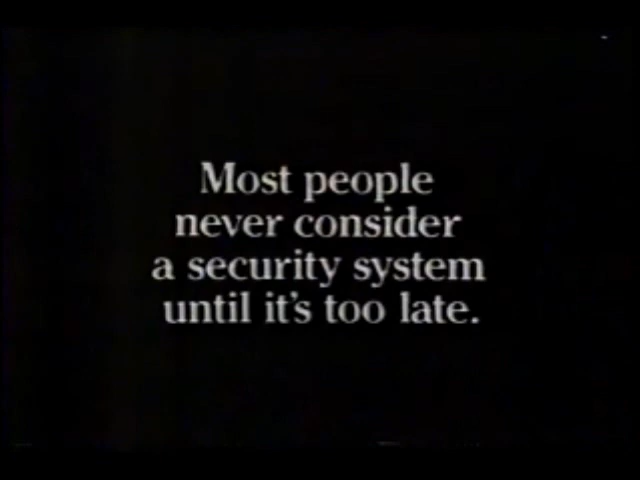 Most people
never consider
a security system
until it's too late.